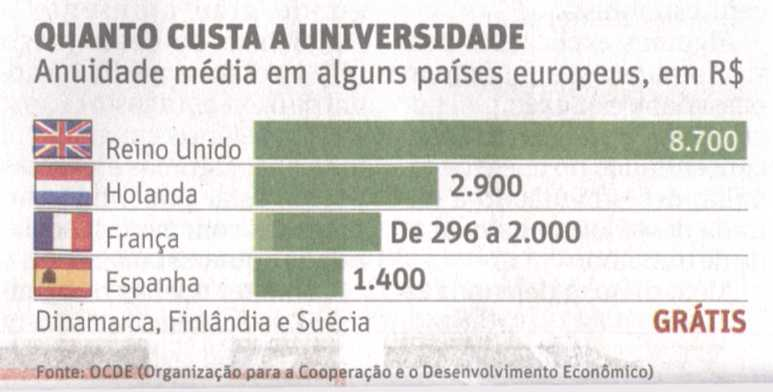 QUANTO CUSTA A UNIVERSIDADE
Anuidade média em alguns países europeus, em R$
Reino Unido 8.700
Holanda 2.900
França De 296 a 2.000
Espanha 1.400
Dinamarca, Finlândia e Suécia GRÁTIS
Fonte: OCDE (Organização para a Cooperação e o Desenvolvimento Econômico)